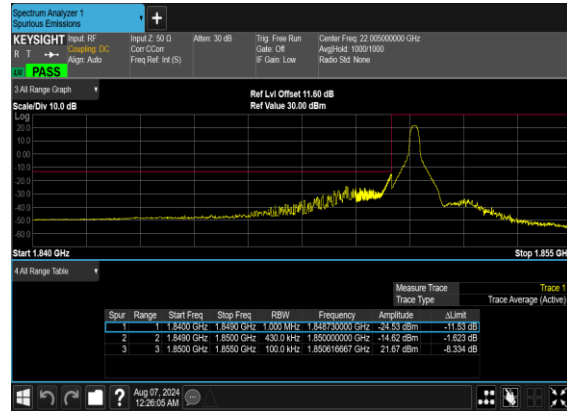 Spectrum Analyzer 1
Spurious Emissions
+
KEYSIGHT Input: RF Input Z: 50 Ω Atten: 30 dB Trig: Free Run Center Freq: 22.005000000 GHz
R T Coupling: DC Corr CCorr Gate: Off Avg|Hold: 1000/1000
Align: Auto Freq Ref: Int (S) IF Gain: Low Radio Std: None
LW PASS
3 All Range Graph
Ref Lvl Offset 11.60 dB
Scale/Div 10.0 dB Ref Value 30.00 dBm
Log
20.0
10.0
0.00
-10.0
-20.0
-30.0
-40.0
-50.0
-60.0
Start 1.840 GHz Stop 1.855 GH
4 All Range Table
Measure Trace Trace 1
Trace Type Trace Average (Active)
Spur Range Start Freq Stop Freq RBW Frequency Amplitude ΔLimit
1 1 1.8400 GHz 1.8490 GHz 1.000 MHz 1.848730000 GHz -24.53 dBm -11.53 dB
2 2 1.8490 GHz 1.8500 GHz 430.0 kHz 1.850000000 GHz -14.62 dBm -1.623 dB
3 3 1.8500 GHz 1.8550 GHz 100.0 kHz 1.850616667 GHz 21.67 dBm -8.334 dB
? Aug 07, 2024
12:26:05 AM